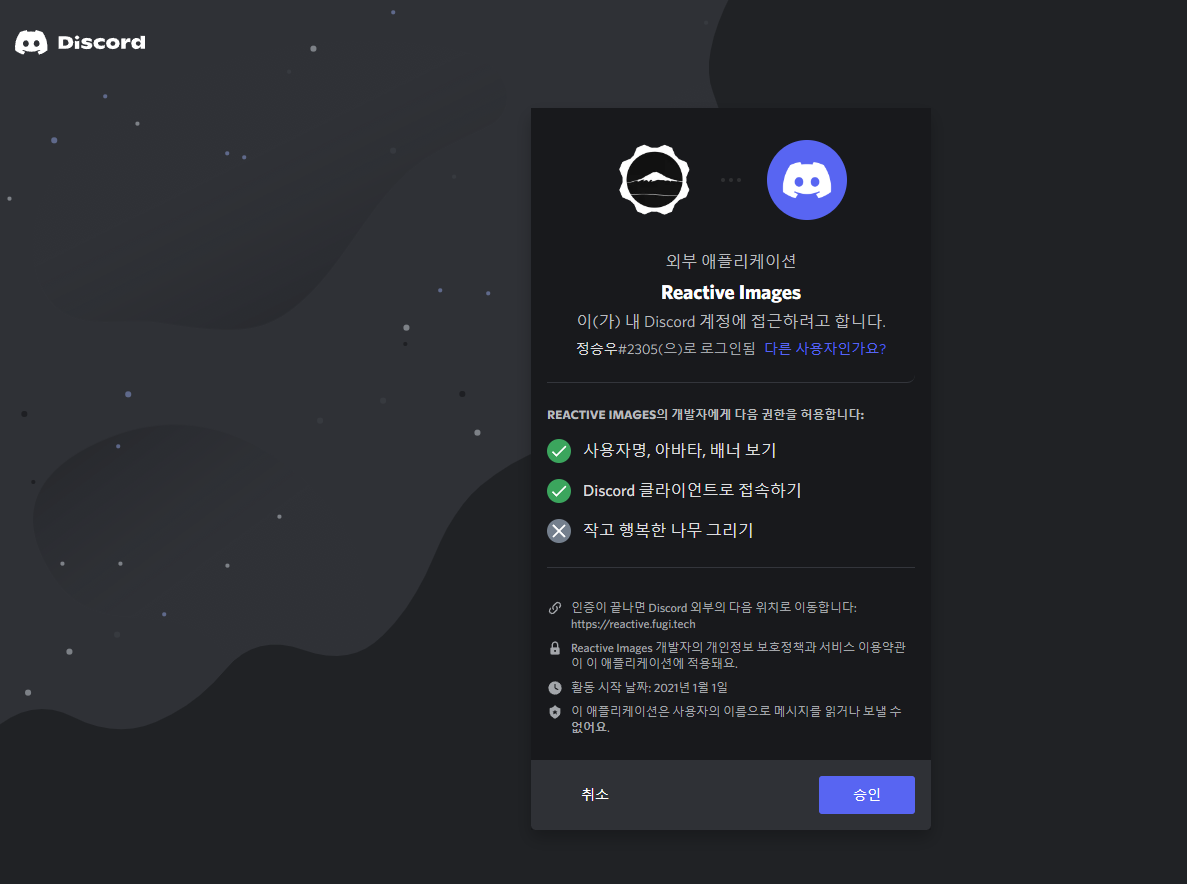 Discord
외부 애플리케이션
Reactive Images
이(가) 내 Discord 계정에 접근하려고 합니다.
정승우#2305(으)로 로그인됨 다른 사용자인가요?
REACTIVE IMAGES의 개발자에게 다음 권한을 허용합니다:
사용자명, 아바타, 배너 보기
Discord 클라이언트로 접속하기
작고 행복한 나무 그리기
인증이 끝나면 Discord 외부의 다음 위치로 이동합니다:
https://reactive.fugi.tech
Reactive Images 개발자의 개인정보 보호정책과 서비스 이용약관
이 이 애플리케이션에 적용돼요.
활동 시작 날짜: 2021년 1월 1일
이 애플리케이션은 사용자의 이름으로 메시지를 읽거나 보낼 수
없어요.
취소
승인